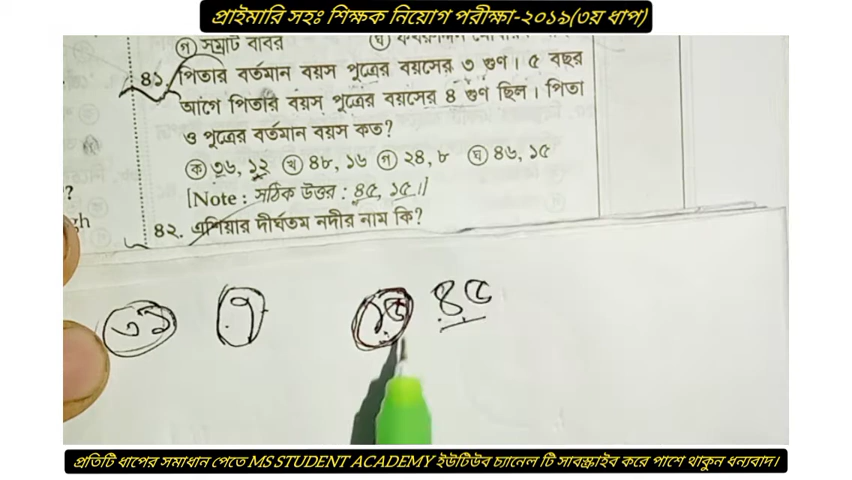 প্রাইমারি সহঃ শিক্ষক নিয়োগ পরীক্ষা-২০১৯(৩য় ধাপ)
গ সম্রাট বাবর ঘ
৪১. পিতার বর্তমান বয়স পুত্রের বয়সের ৩ গুণ। ৫ বছর
আগে পিতার বয়স পুত্রের বয়সের ৪ গুণ ছিল। পিতা
ও পুত্রের বর্তমান বয়স কত?
ক ৩৬, ১২ খ ৪৮, ১৬ গ ২৪, ৮ ঘ ৪৬, ১৫
[Note : সঠিক উত্তর : ৪৫, ১৫।]
?
gh
৪২. এশিয়ার দীর্ঘতম নদীর নাম কি?
১৫ ৪৫
প্রতিটি ধাপের সমাধান পেতে MS STUDENT ACADEMY ইউটিউব চ্যানেল টি সাবস্ক্রাইব করে পাশে থাকুন ধন্যবাদ।